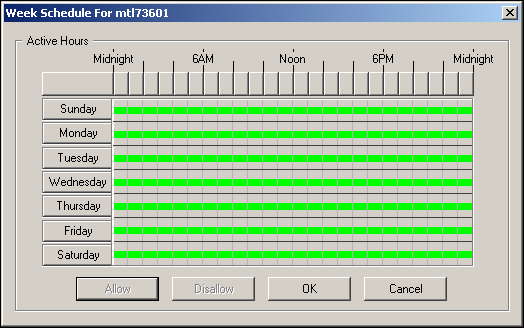 Week Schedule For mtl73601
Active Hours
Midnight 6AM Noon 6PM Midnight
Sunday
Monday
Tuesday
Wednesday
Thursday
Friday
Saturday
Allow Disallow OK Cancel